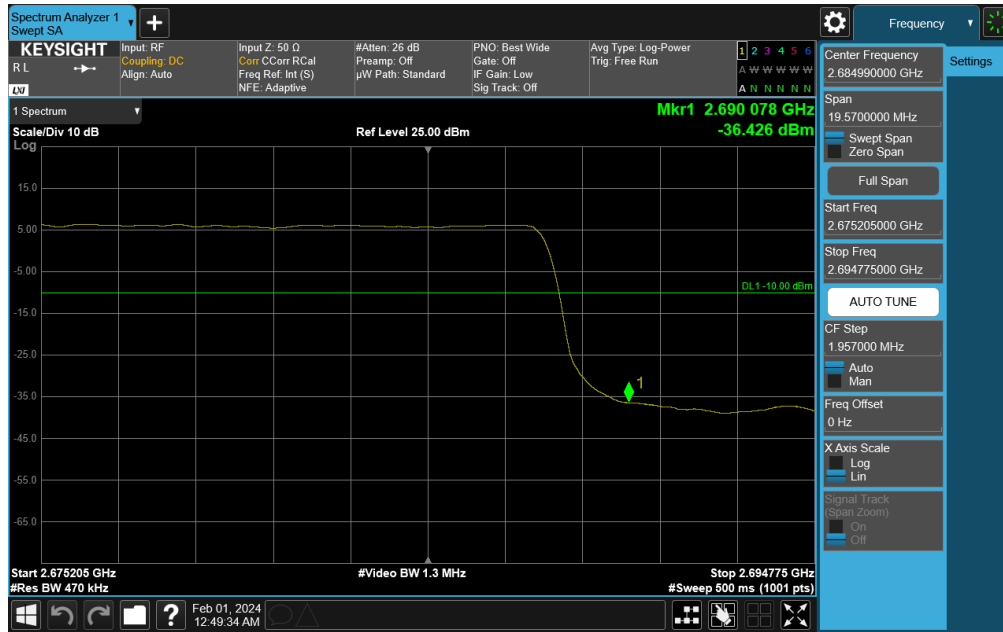 Spectrum Analyzer 1
Swept SA
+
Frequency
KEYSIGHT
R L
LXI
Input: RF
Coupling: DC
Align: Auto
Input Z: 50 Ω
Corr CCorr RCal
Freq Ref: Int (S)
NFE: Adaptive
#Atten: 26 dB
Preamp: Off
µW Path: Standard
PNO: Best Wide
Gate: Off
IF Gain: Low
Sig Track: Off
Avg Type: Log-Power
Trig: Free Run
1 2 3 4 5 6
A W W W W W
A N N N N N
1 Spectrum
Mkr1 2.690 078 GHz
-36.426 dBm
Scale/Div 10 dB
Ref Level 25.00 dBm
Log
15.0
5.00
-5.00
DL1 -10.00 dBm
-15.0
-25.0
1
-35.0
-45.0
-55.0
-65.0
Start 2.675205 GHz
#Video BW 1.3 MHz
Stop 2.694775 GHz
#Res BW 470 kHz
#Sweep 500 ms (1001 pts)
Feb 01, 2024
12:49:34 AM
?
Center Frequency
2.684990000 GHz
Settings
Span
19.5700000 MHz
Swept Span
Zero Span
Full Span
Start Freq
2.675205000 GHz
Stop Freq
2.694775000 GHz
AUTO TUNE
CF Step
1.957000 MHz
Auto
Man
Freq Offset
0 Hz
X Axis Scale
Log
Lin
Signal Track
(Span Zoom)
On
Off